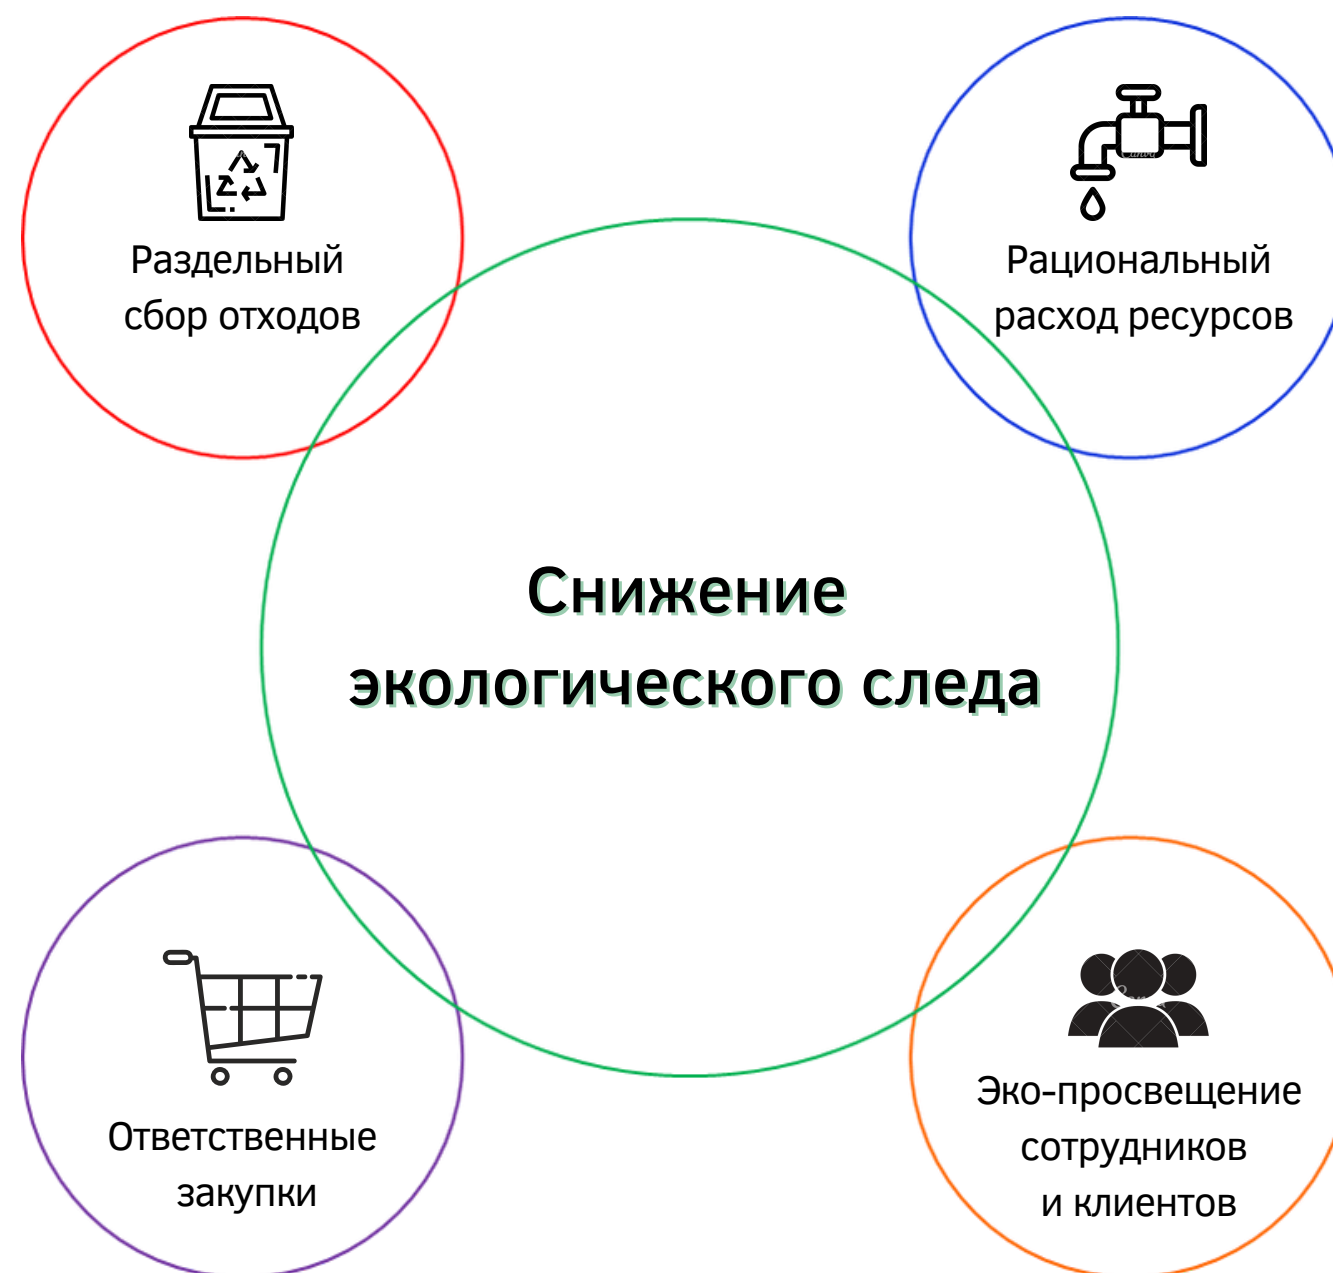 Раздельный
сбор отходов
Рациональный
расход ресурсов
Снижение
экологического следа
Ответственные
закупки
Эко-просвещение
сотрудников
и клиентов